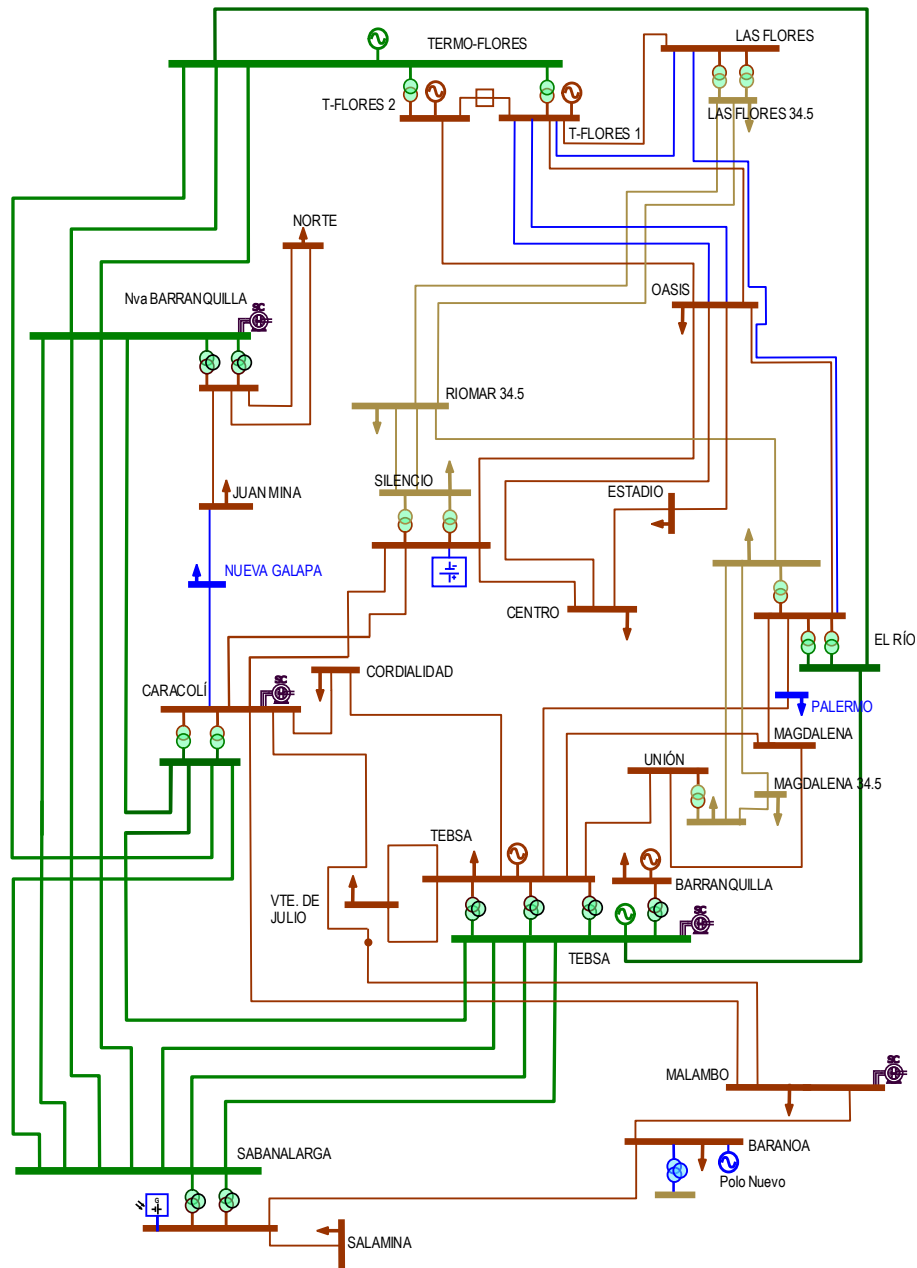 LAS FLORES
TERMO-FLORES
T-FLORES 2
LAS FLORES 34.5
T-FLORES 1
NORTE
OASIS
SC
Nva BARRANQUILLA
RIOMAR 34.5
SILENCIO
JUAN MINA
ESTADIO
NUEVA GALAPA
CENTRO
EL RÍO
CORDIALIDAD
SC
CARACOLÍ
PALERMO
MAGDALENA
UNIÓN
MAGDALENA 34.5
TEBSA
BARRANQUILLA
VTE. DE
JULIO
SC
TEBSA
SC
MALAMBO
BARANOA
SABANALARGA
Polo Nuevo
G
SALAMINA